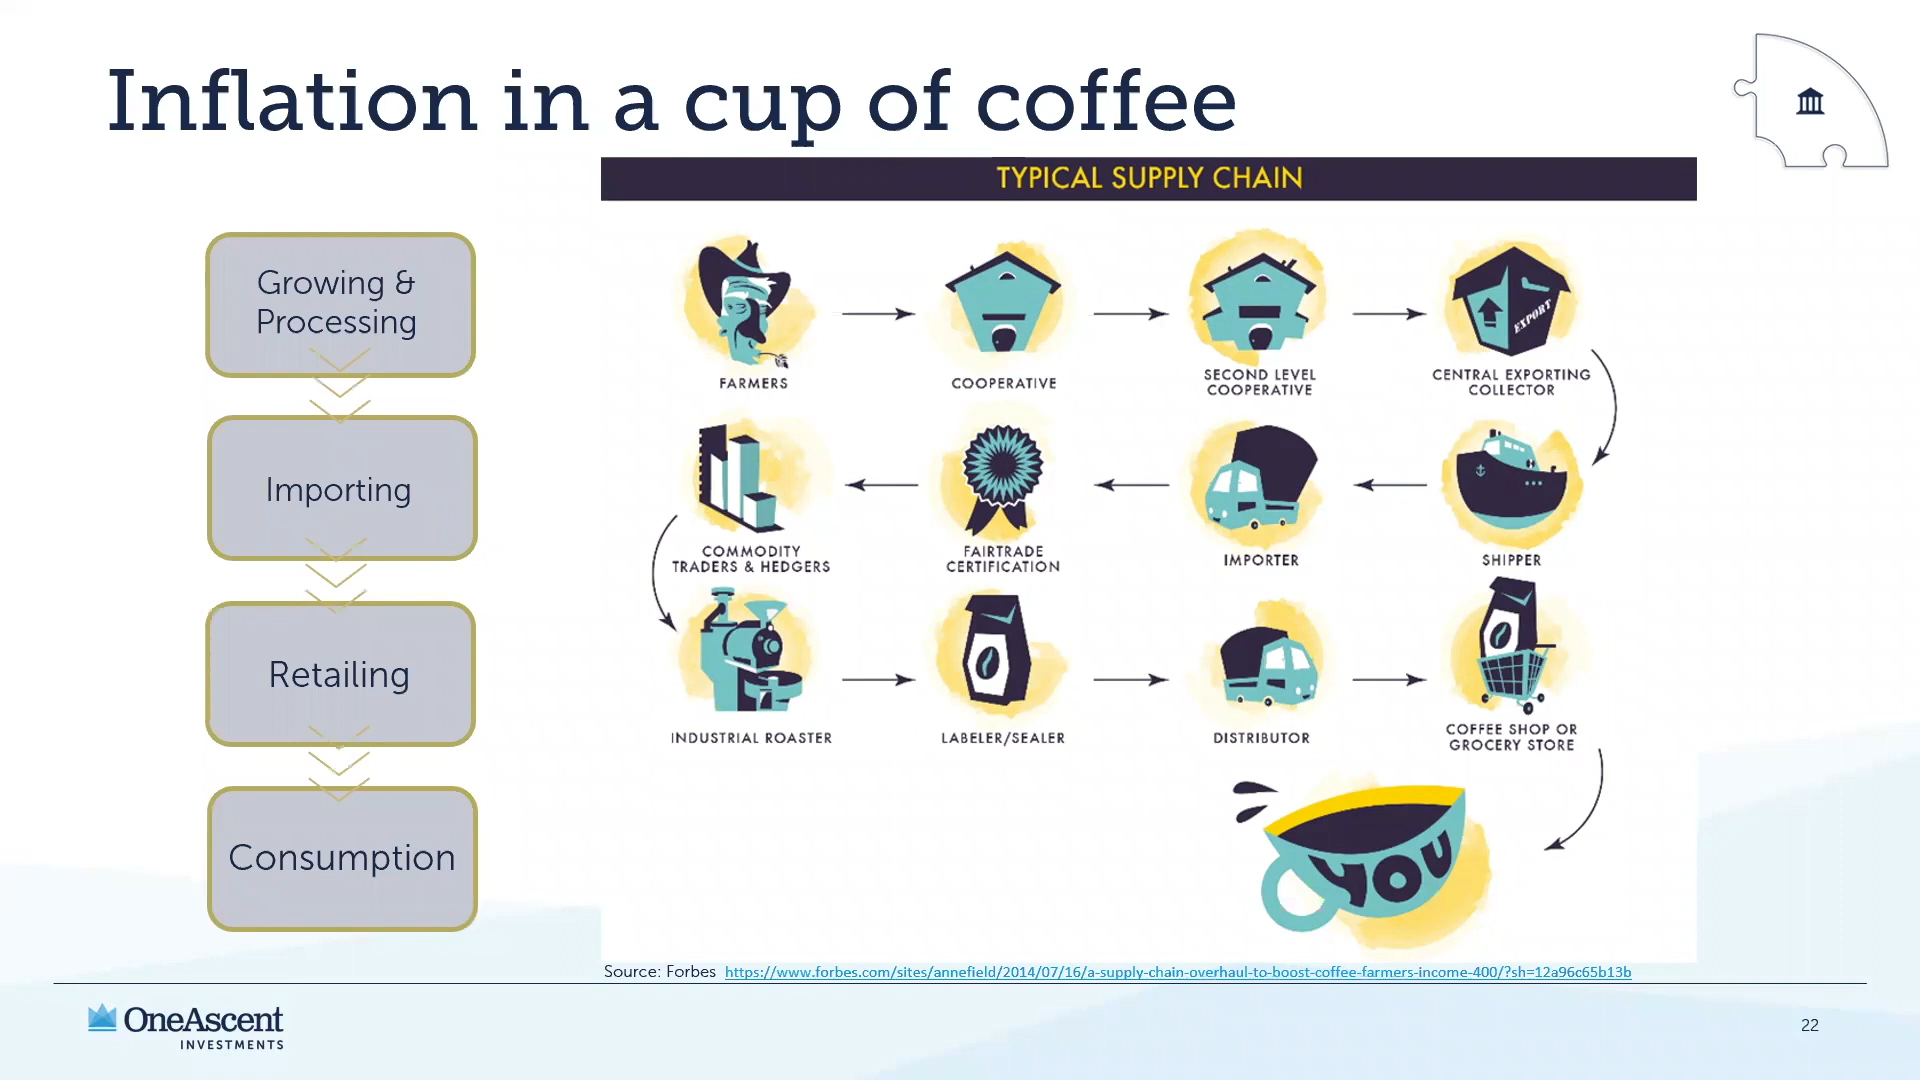 Inflation in a cup of coffee
TYPICAL SUPPLY CHAIN
Growing &
Processing
Importing
Retailing
Consumption
FARMERS
COOPERATIVE
SECOND LEVEL
COOPERATIVE
EXPORT
CENTRAL EXPORTING
COLLECTOR
COMMODITY
TRADERS & HEDGERS
FAIRTRADE
CERTIFICATION
IMPORTER
SHIPPER
INDUSTRIAL ROASTER
LABELER/SEALER
DISTRIBUTOR
COFFEE SHOP OR
GROCERY STORE
YOU
Source: Forbes https://www.forbes.com/sites/annefield/2014/07/16/a-supply-chain-overhaul-to-boost-coffee-farmers-income-400/?sh=12a96c65b13b
OneAscent
INVESTMENTS
22